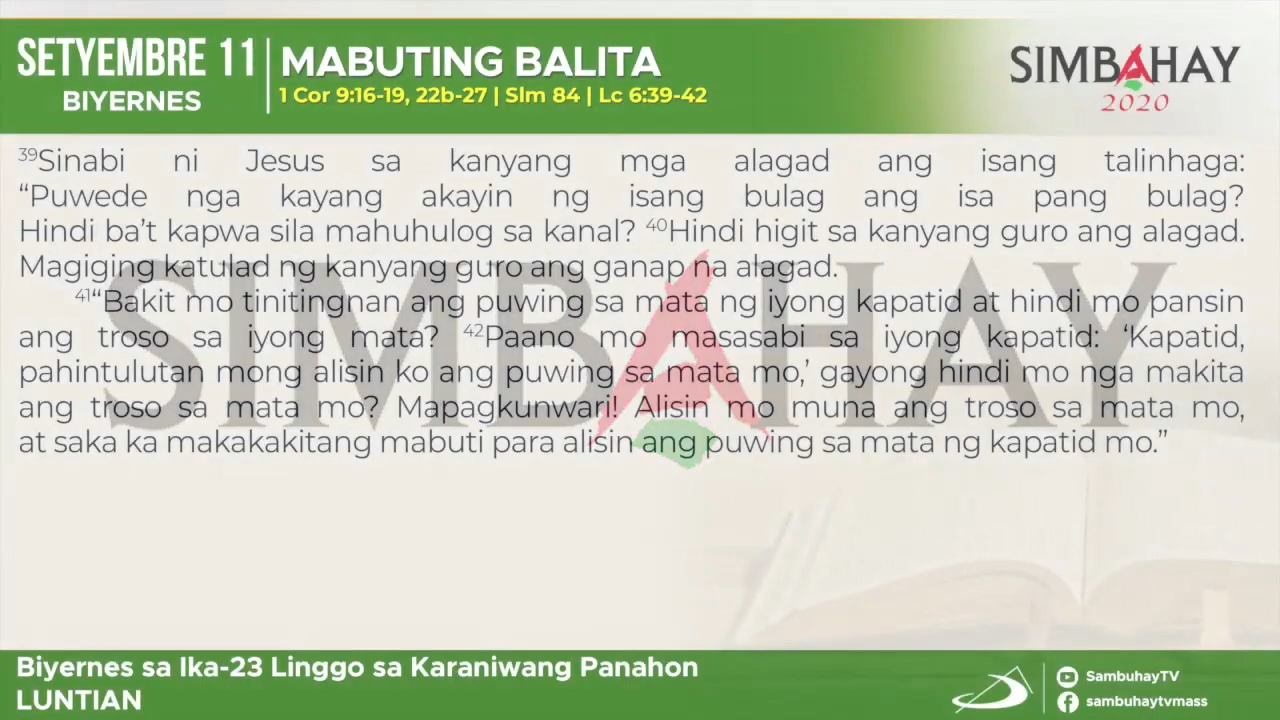 SETYEMBRE 11
BIYERNES
MABUTING BALITA
1 Cor 9:16-19, 22b-27 | Slm 84 | Lc 6:39-42
SIMBAHAY
2020
³⁹Sinabi ni Jesus sa kanyang mga alagad ang isang talinhaga:
“Puwede nga kayang akayin ng isang bulag ang isa pang bulag?
Hindi ba’t kapwa sila mahuhulog sa kanal? ⁴⁰Hindi higit sa kanyang guro ang alagad.
Magiging katulad ng kanyang guro ang ganap na alagad.
⁴¹“Bakit mo tinitingnan ang puwing sa mata ng iyong kapatid at hindi mo pansin
ang troso sa iyong mata? ⁴²Paano mo masasabi sa iyong kapatid: ‘Kapatid,
pahintulutan mong alisin ko ang puwing sa mata mo,’ gayong hindi mo nga makita
ang troso sa mata mo? Mapagkunwari! Alisin mo muna ang troso sa mata mo,
at saka ka makakakitang mabuti para alisin ang puwing sa mata ng kapatid mo.”
SIMBAHAY
Biyernes sa Ika-23 Linggo sa Karaniwang Panahon
LUNTIAN
SambuhayTV
sambuhaytvmass